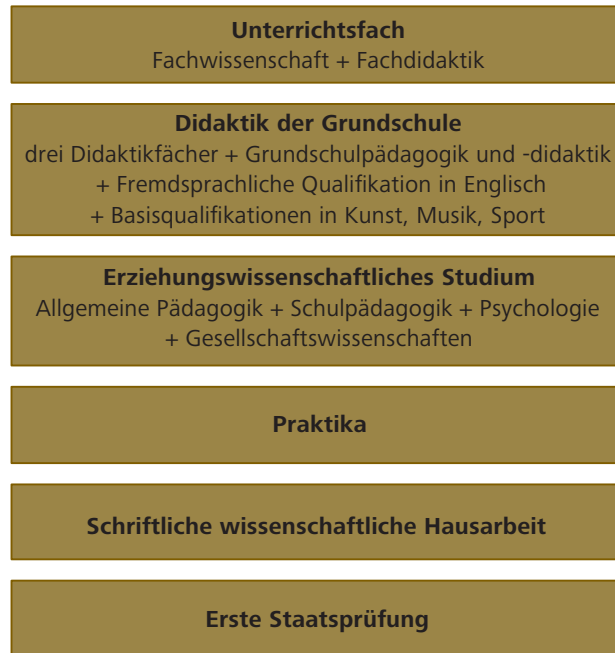 Unterrichtsfach
Fachwissenschaft + Fachdidaktik
Didaktik der Grundschule
drei Didaktikfächer + Grundschulpädagogik und -didaktik
+ Fremdsprachliche Qualifikation in Englisch
+ Basisqualifikationen in Kunst, Musik, Sport
Erziehungswissenschaftliches Studium
Allgemeine Pädagogik + Schulpädagogik + Psychologie
+ Gesellschaftswissenschaften
Praktika
Schriftliche wissenschaftliche Hausarbeit
Erste Staatsprüfung